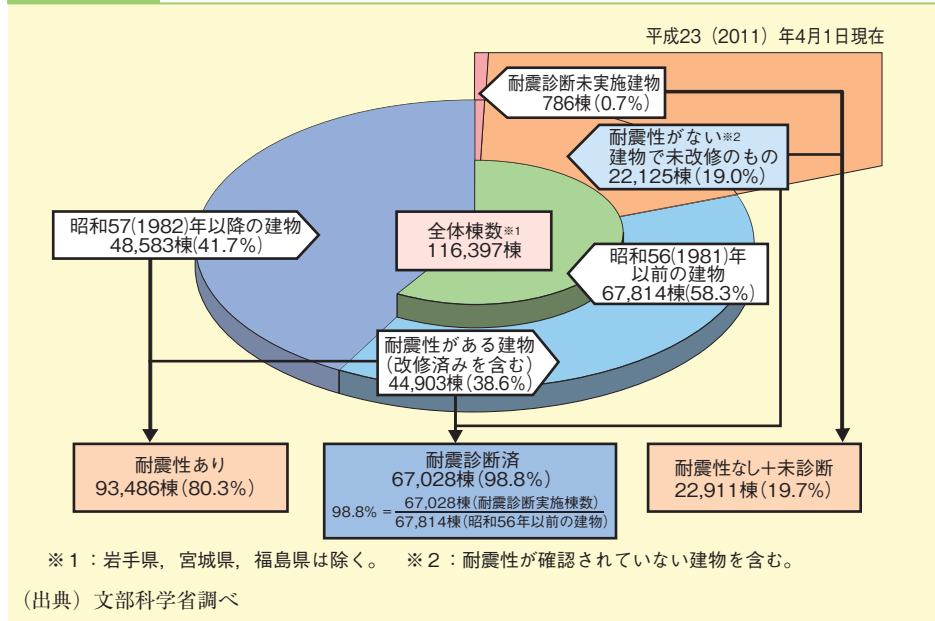 平成23（2011）年4月1日現在
耐震診断未実施建物
786棟(0.7%)
耐震性がない※2
建物で未改修のもの
22,125棟(19.0%)
昭和57(1982)年以降の建物
48,583棟(41.7%)
全体棟数※1
116,397棟
昭和56(1981)年
以前の建物
67,814棟(58.3%)
耐震性がある建物
(改修済みを含む)
44,903棟(38.6%)
耐震性あり
93,486棟(80.3%)
耐震診断済
67,028棟(98.8%)
98.8%＝67,028棟(耐震診断実施棟数)
67,814棟(昭和56年以前の建物)
耐震性なし＋未診断
22,911棟(19.7%)
※1：岩手県，宮城県，福島県は除く。 ※2：耐震性が確認されていない建物を含む。
（出典）文部科学省調べ